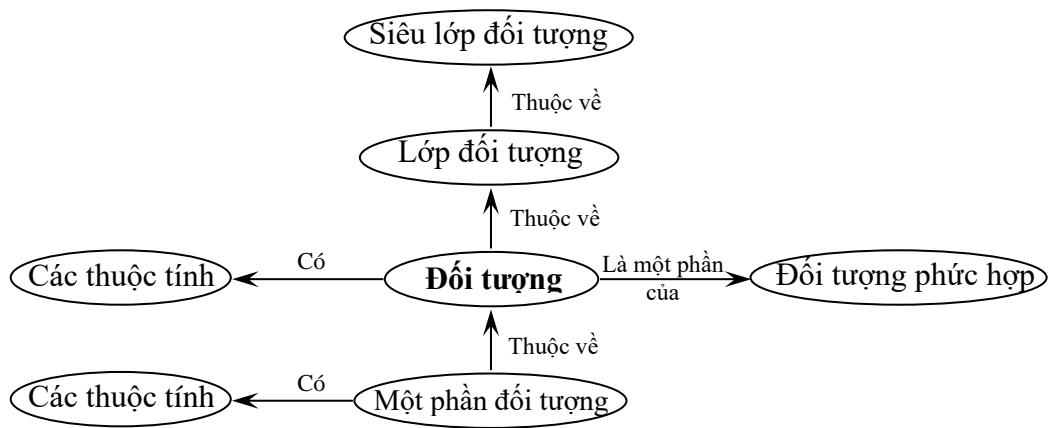 Siêu lớp đối tượng
Thuộc về
Lớp đối tượng
Thuộc về
Các thuộc tính
Có
Đối tượng
Là một phần
của
Đối tượng phức hợp
Thuộc về
Các thuộc tính
Có
Một phần đối tượng